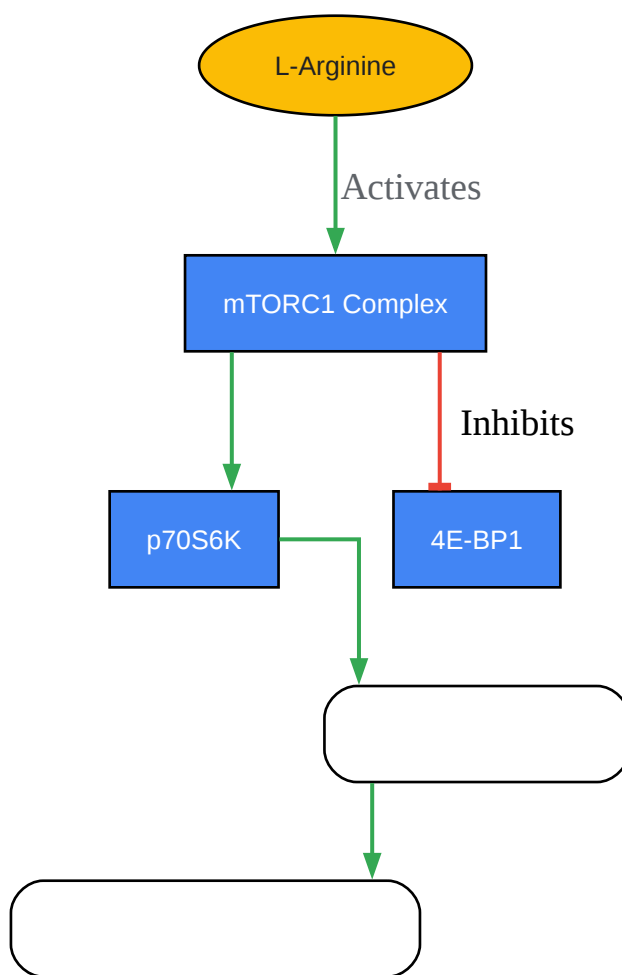 L-Arginine
Activates
mTORC1 Complex
Inhibits
p70S6K
4E-BP1